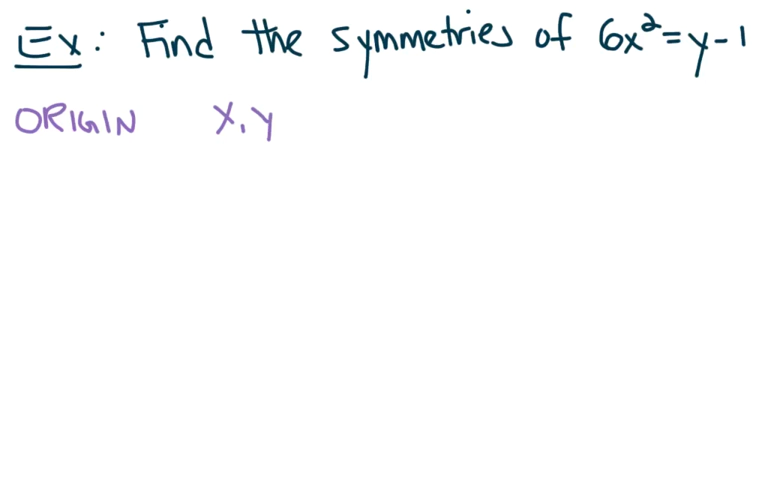 Ex: Find the symmetries of 6x²=y-1
ORIGIN X, Y